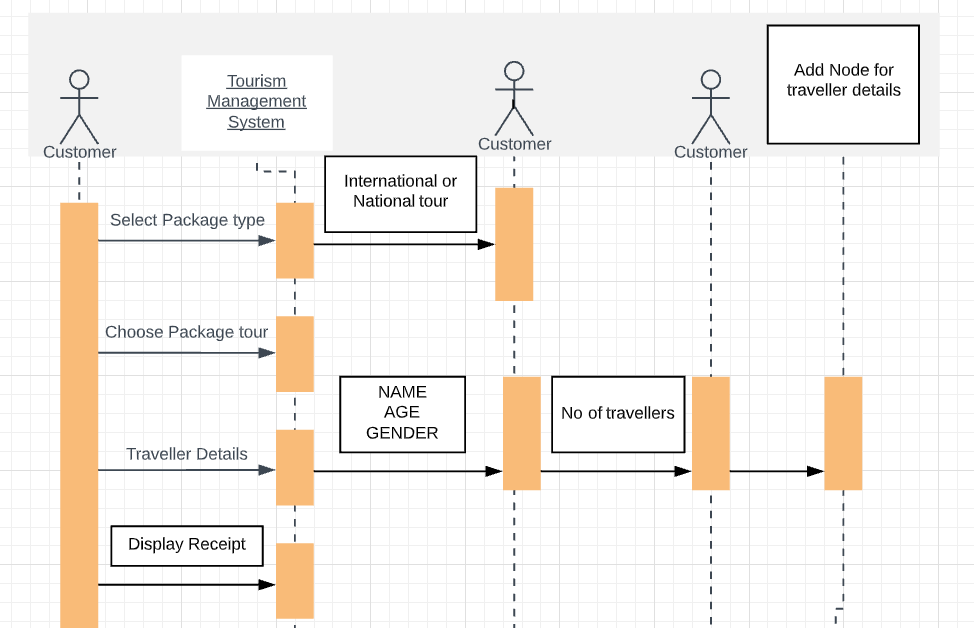 Customer
Tourism
Management
System
Customer
Customer
Add Node for
traveller details
International or
National tour
Select Package type
Choose Package tour
NAME
AGE
GENDER
No of travellers
Traveller Details
Display Receipt